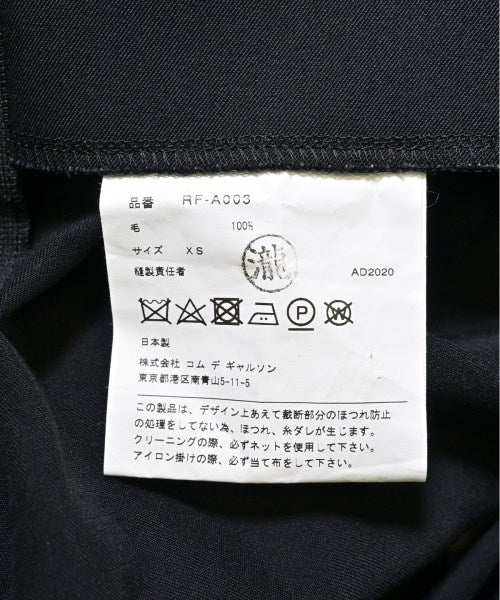 品番 RF-A003
毛 100%
サイズ XS
縫製責任者 瀧 AD2020
P W
日本製
株式会社 コム デ ギャルソン
東京都港区南青山5-11-5
この製品は、デザイン上あえて裁断部分のほつれ防止
の処理をしてない為、ほつれ、糸ダレが生じます。
クリーニングの際、必ずネットを使用して下さい。
アイロン掛けの際、必ず当て布をして下さい。